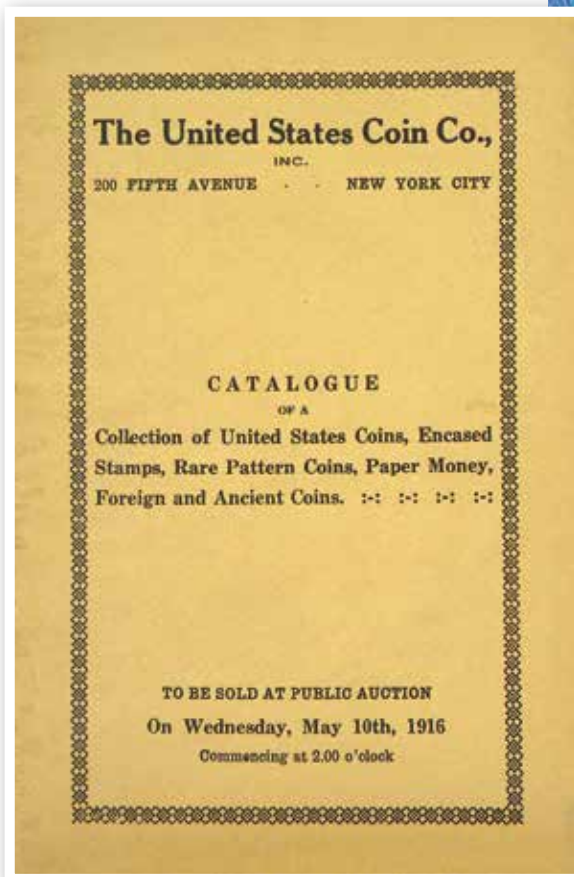 The United States Coin Co.,
INC.
200 FIFTH AVENUE . . NEW YORK CITY
CATALOGUE
OF A
Collection of United States Coins, Encased
Stamps, Rare Pattern Coins, Paper Money,
Foreign and Ancient Coins. :-: :-: :-: :-:
TO BE SOLD AT PUBLIC AUCTION
On Wednesday, May 10th, 1916
Commencing at 2.00 o'clock